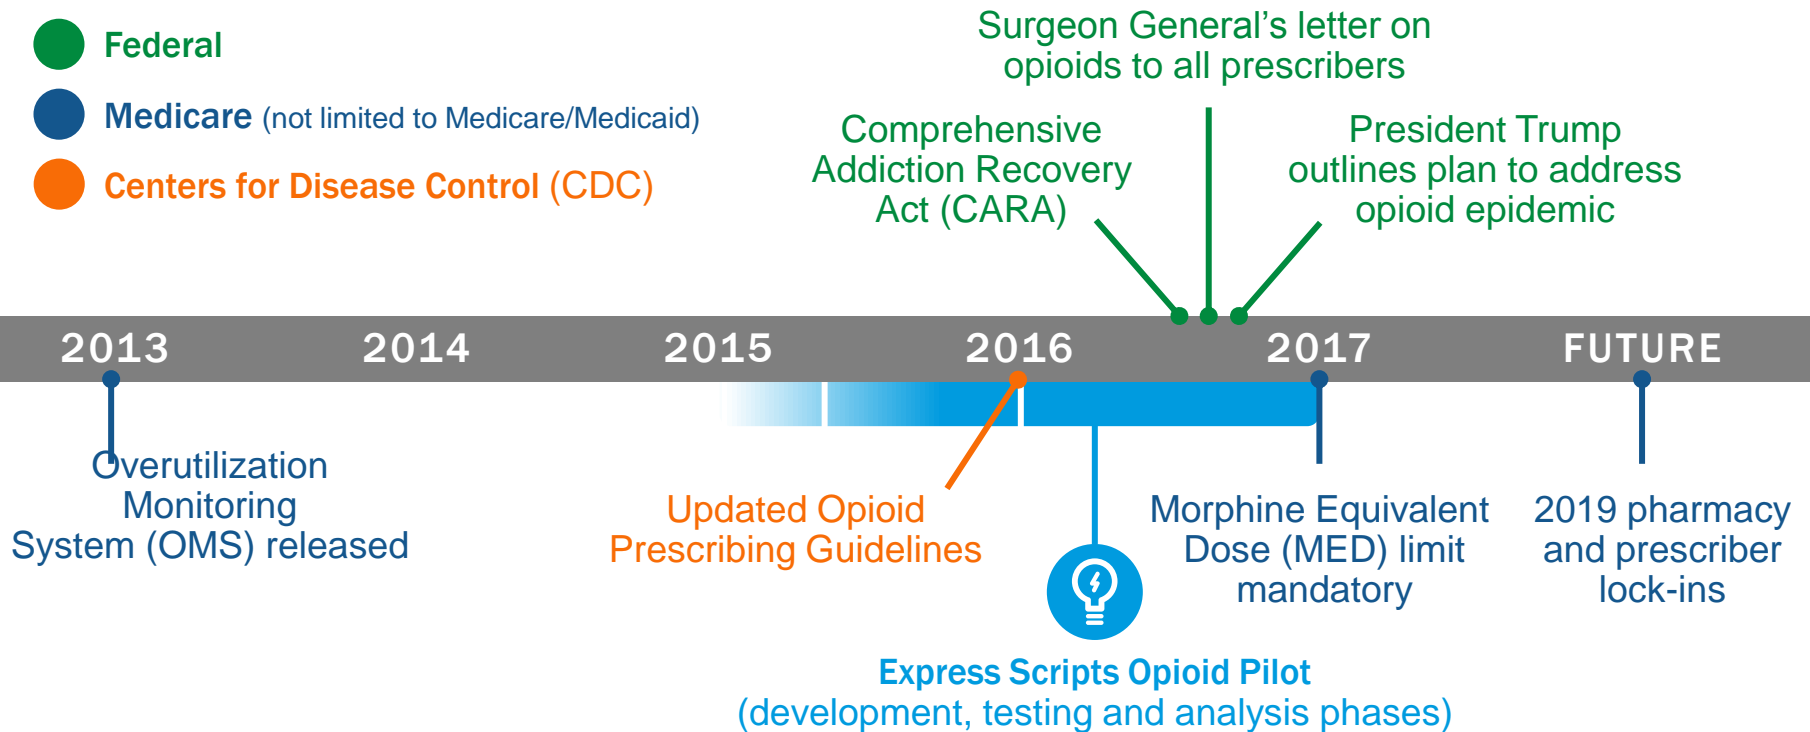 Federal
Medicare (not limited to Medicare/Medicaid)
Centers for Disease Control (CDC)
Surgeon General’s letter on
opioids to all prescribers
Comprehensive
Addiction Recovery
Act (CARA)
President Trump
outlines plan to address
opioid epidemic
2013
2014
2015
2016
2017
FUTURE
Overutilization
Monitoring
System (OMS) released
Updated Opioid
Prescribing Guidelines
Morphine Equivalent
Dose (MED) limit
mandatory
2019 pharmacy
and prescriber
lock-ins
Express Scripts Opioid Pilot
(development, testing and analysis phases)